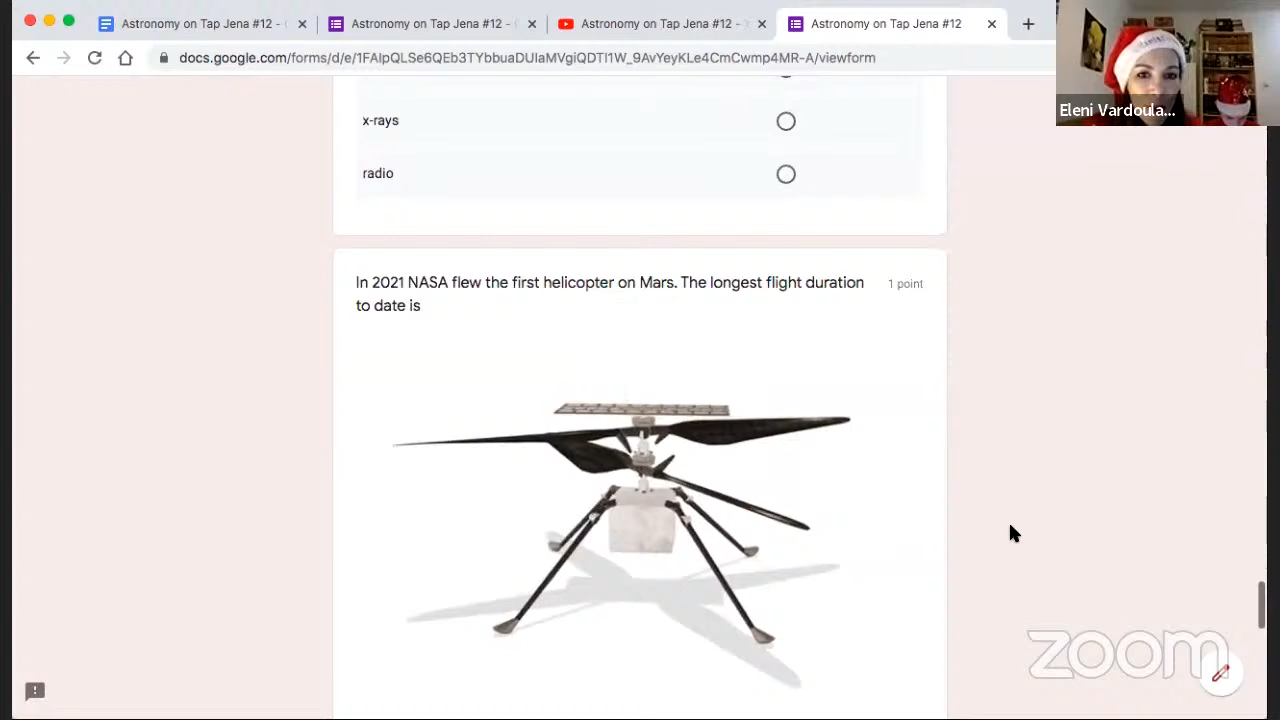 Astronomy on Tap Jena #12 -
Astronomy on Tap Jena #12 -
Astronomy on Tap Jena #12 -
Astronomy on Tap Jena #12
docs.google.com/forms/d/e/1FAIpQLSe6QEb3TYbbuaDUIaMVgiQDTI1W_9AvYeyKLe4CmCwmp4MR-A/viewform
Eleni Vardoula...
x-rays
radio
In 2021 NASA flew the first helicopter on Mars. The longest flight duration
to date is
1 point
zoom